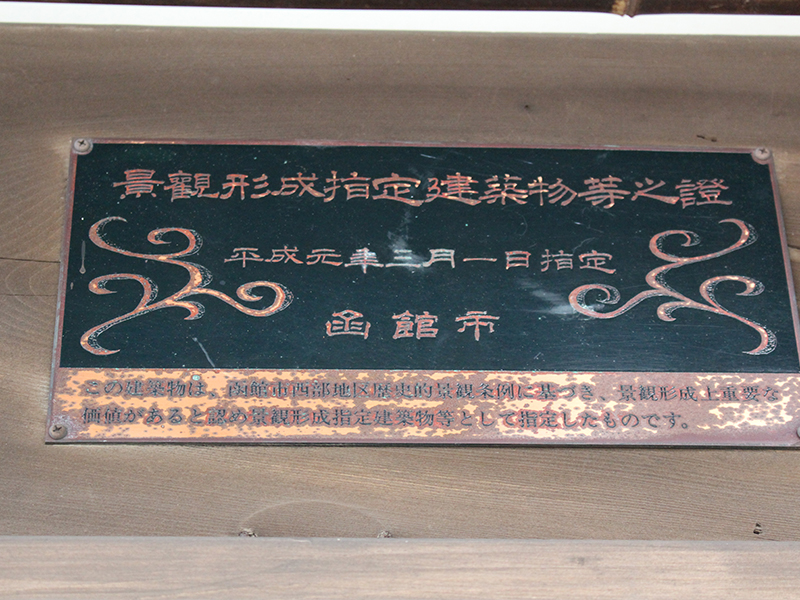 景観形成指定建築物等之證
平成元年三月一日指定
函館市
この建築物は、函館市西部地区歴史的景観条例に基づき、景観形成上重要な
価値があると認め景観形成指定建築物等として指定したものです。